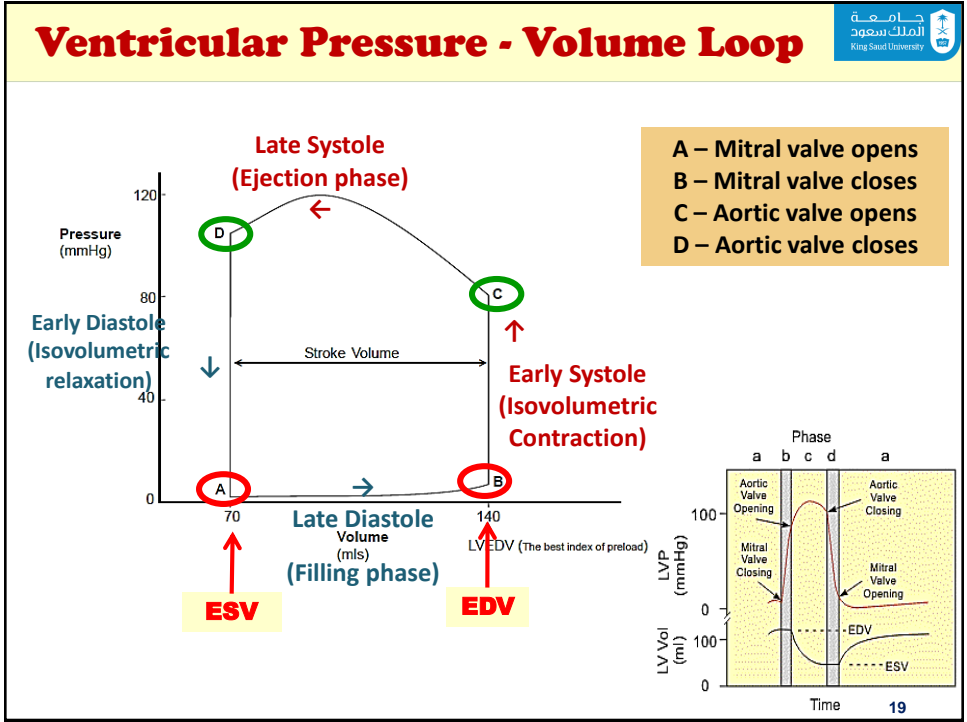 Ventricular Pressure - Volume Loop
جامعة
الملك سعود
King Saud University
Late Systole
(Ejection phase)
A – Mitral valve opens
B – Mitral valve closes
C – Aortic valve opens
D – Aortic valve closes
120
D
Pressure
(mmHg)
C
80
Early Diastole
(Isovolumetric
relaxation)
Stroke Volume
Early Systole
(Isovolumetric
Contraction)
40
A
B
0
70
140
Late Diastole
Volume
(mls)
LVEDV (The best index of preload)
(Filling phase)
ESV
EDV
Phase
a b c d a
Aortic
Valve
Opening
Aortic
Valve
Closing
100
LVP
(mmHg)
Mitral
Valve
Closing
Mitral
Valve
Opening
0
LV Vol
(ml)
EDV
100
ESV
0
Time
19